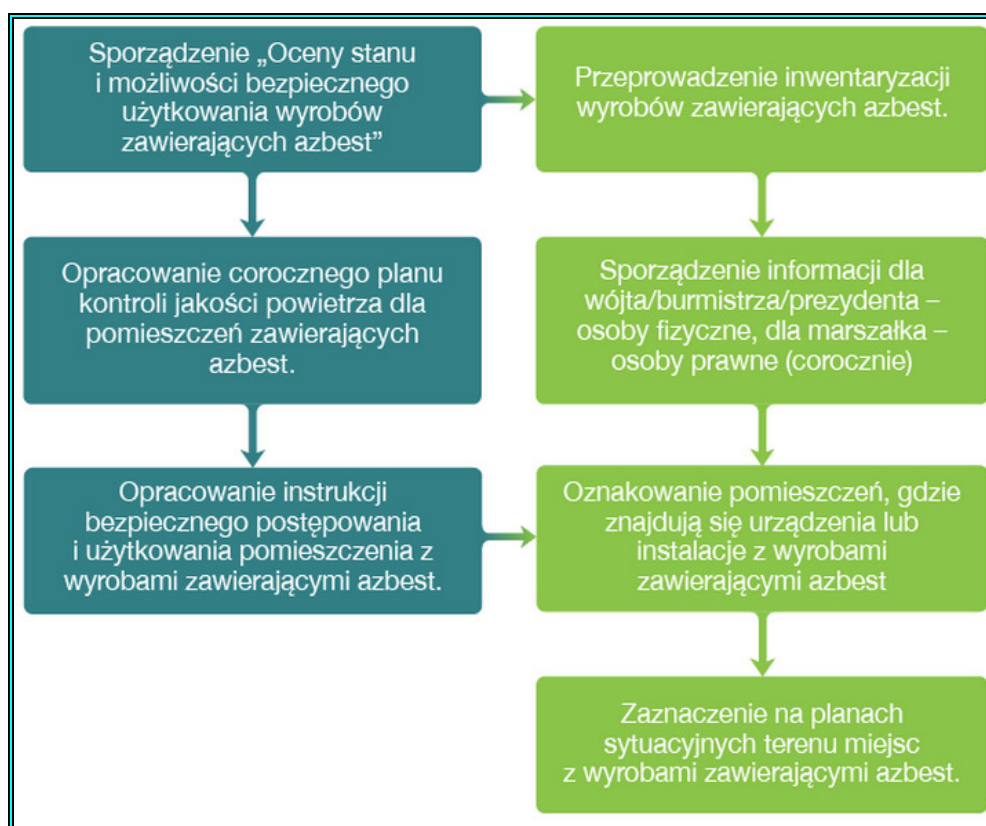 Sporządzenie „Oceny stanu
i możliwości bezpiecznego
użytkowania wyrobów
zawierających azbest”
Przeprowadzenie inwentaryzacji
wyrobów zawierających azbest.
Opracowanie corocznego planu
kontroli jakości powietrza dla
pomieszczeń zawierających
azbest.
Sporządzenie informacji dla
wójta/burmistrza/prezydenta –
osoby fizyczne, dla marszałka –
osoby prawne (corocznie)
Opracowanie instrukcji
bezpiecznego postępowania
i użytkowania pomieszczenia z
wyrobami zawierającymi azbest.
Oznakowanie pomieszczeń, gdzie
znajdują się urządzenia lub
instalacje z wyrobami
zawierającymi azbest
Zaznaczenie na planach
sytuacyjnych terenu miejsc
z wyrobami zawierającymi azbest.